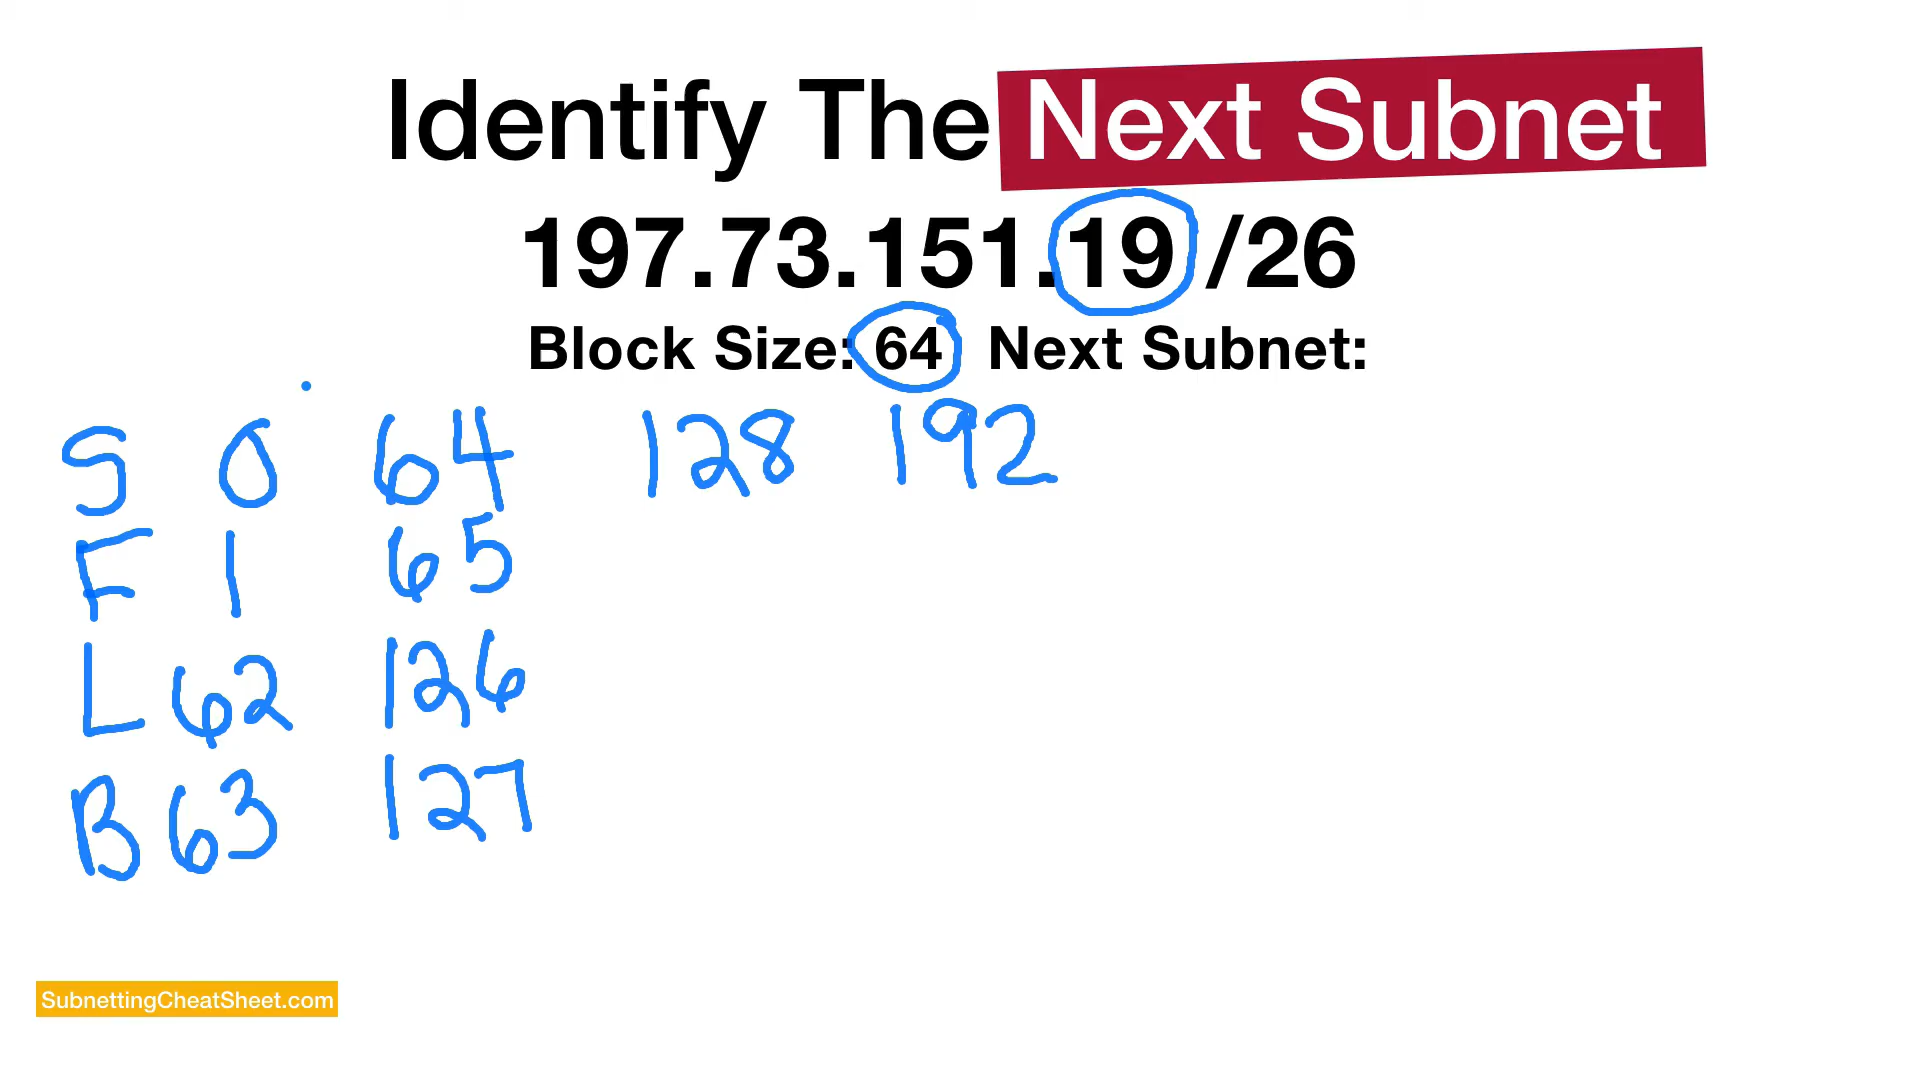 Identify The Next Subnet
197.73.151.19 /26
Block Size: 64 Next Subnet:
S 0 64 128 192
F 1 65
L 62 126
B 63 127
SubnettingCheatSheet.com